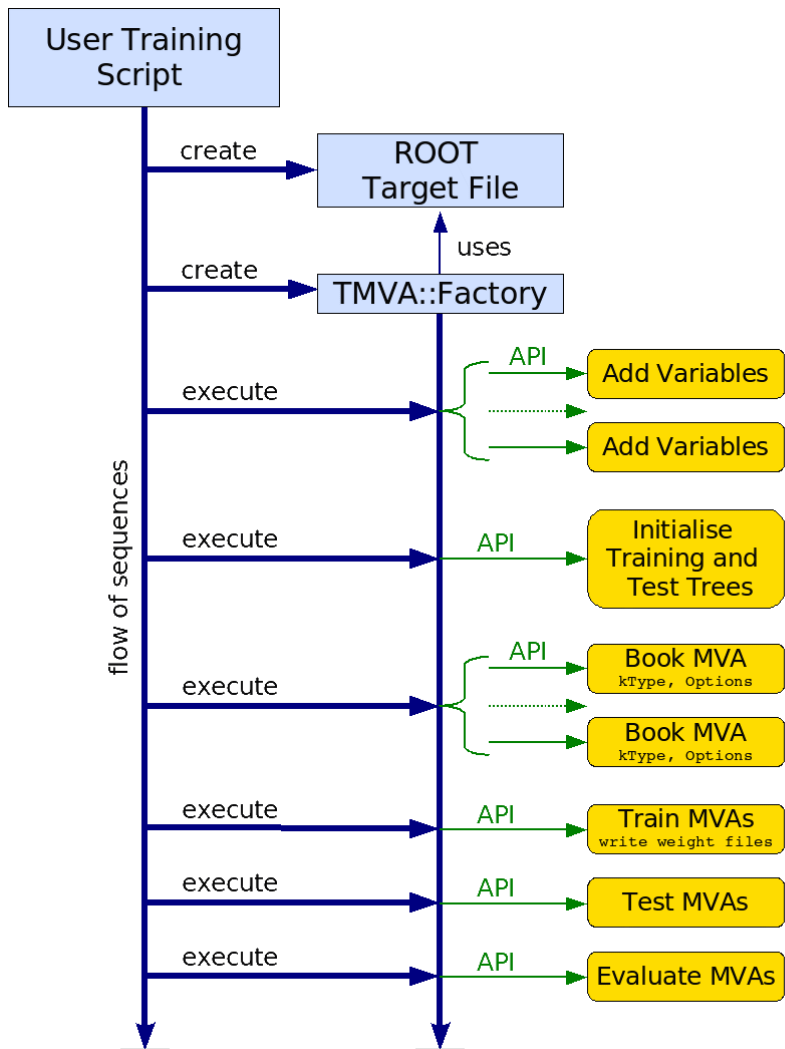 User Training
Script
create
ROOT
Target File
uses
create
TMVA::Factory
API
Add Variables
execute
Add Variables
flow of sequences
execute
API
Initialise
Training and
Test Trees
API
Book MVA
kType, Options
execute
Book MVA
kType, Options
execute
API
Train MVAs
write weight files
execute
API
Test MVAs
execute
API
Evaluate MVAs